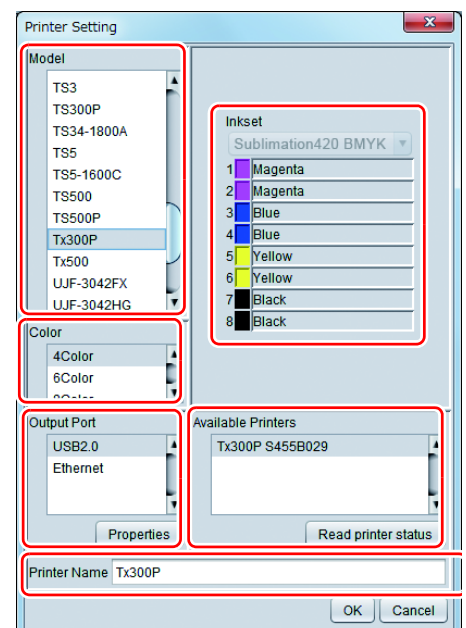 Printer Setting
Model
TS3
TS300P
TS34-1800A
TS5
TS5-1600C
TS500
TS500P
Tx300P
Tx500
UJF-3042FX
UJF-3042HG
Inkset
Sublimation420 BMYK
1 Magenta
2 Magenta
3 Blue
4 Blue
5 Yellow
6 Yellow
7 Black
8 Black
Color
4Color
6Color
Output Port
USB2.0
Ethernet
Properties
Available Printers
Tx300P S455B029
Read printer status
Printer Name Tx300P
OK Cancel